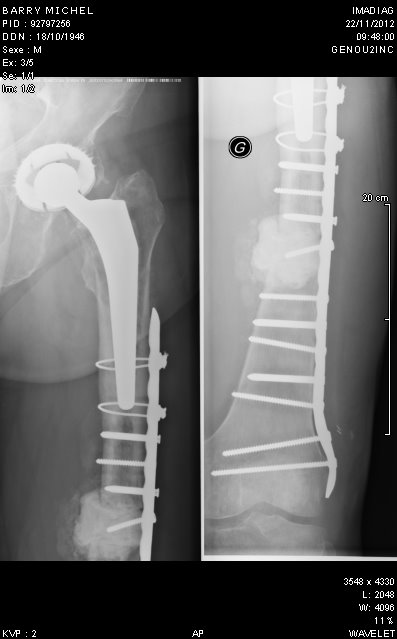 BARRY MICHEL
PID : 92797256
DDN : 18/10/1946
Sexe : M
Ex: 3/5
Se: 1/1
Im: 1/2
IMADIAG
22/11/2012
09:48:00
GENOU2INC
G
20 cm
3548 x 4330
L: 2048
W: 4096
11%
KVP : 2
AP
WAVELET